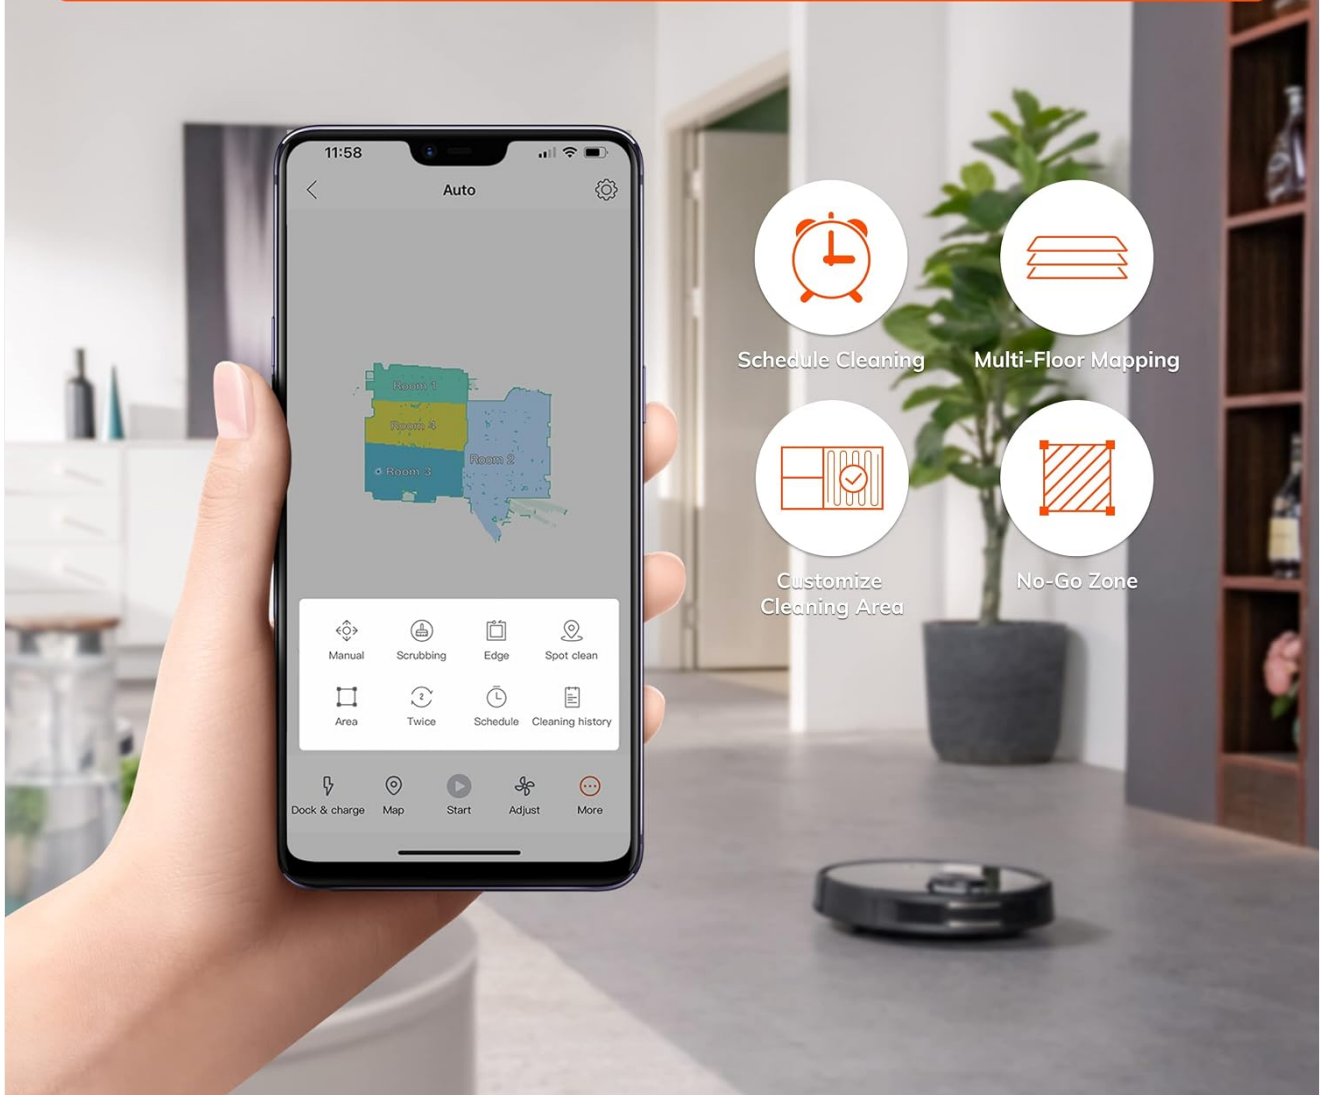 11:58
Auto
Room 1
Room 4
Room 3
Room 2
Manual
Scrubbing
Edge
Spot clean
Area
2
Twice
Schedule
Cleaning history
Dock & charge
Map
Start
Adjust
More
Schedule Cleaning
Multi-Floor Mapping
Customize
Cleaning Area
No-Go Zone